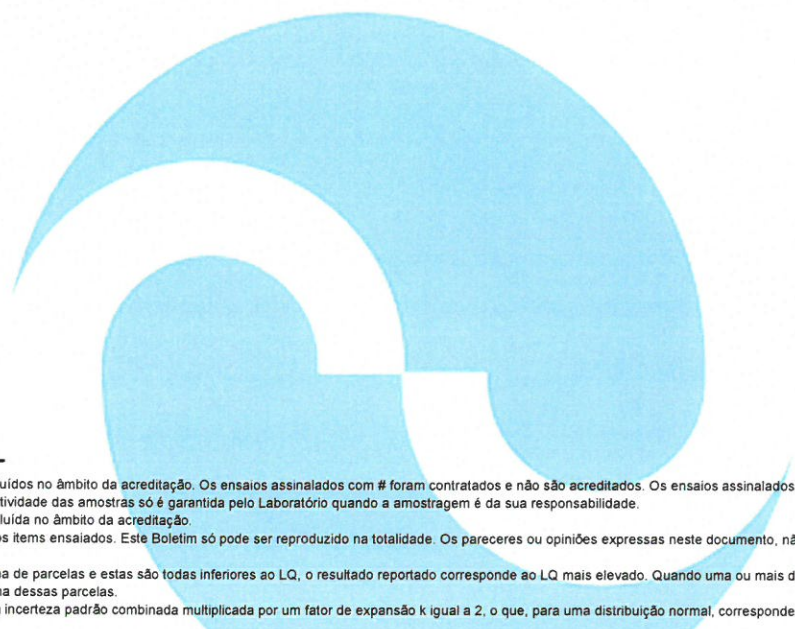 uídos no âmbito da acreditação. Os ensaios assinalados com # foram contratados e não são acreditados. Os ensaios assinalados
tividade das amostras só é garantida pelo Laboratório quando a amostragem é da sua responsabilidade.
luída no âmbito da acreditação.
os items ensaiados. Este Boletim só pode ser reproduzido na totalidade. Os pareceres ou opiniões expressas neste documento, nã
a de parcelas e estas são todas inferiores ao LQ, o resultado reportado corresponde ao LQ mais elevado. Quando uma ou mais d
na dessas parcelas.
incerteza padrão combinada multiplicada por um fator de expansão k igual a 2, o que, para uma distribuição normal, corresponde